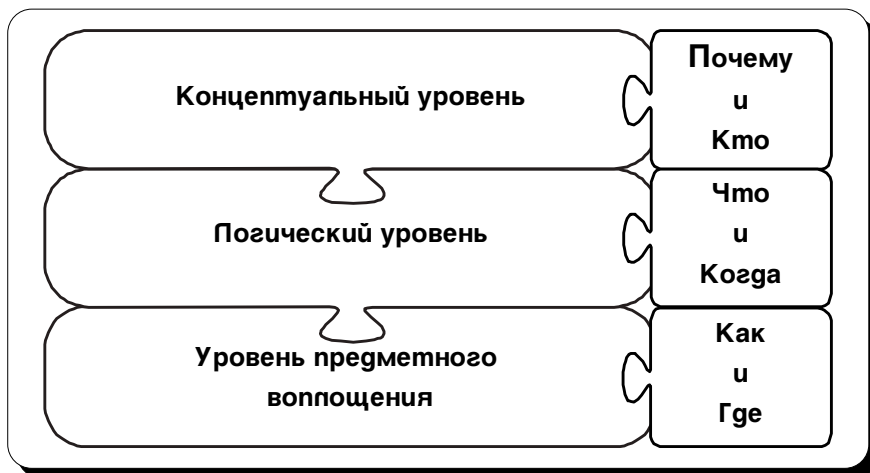 Концептуальный уровень
Почему
и
Кто
Логический уровень
Что
и
Когда
Уровень предметного
воплощения
Как
и
Где